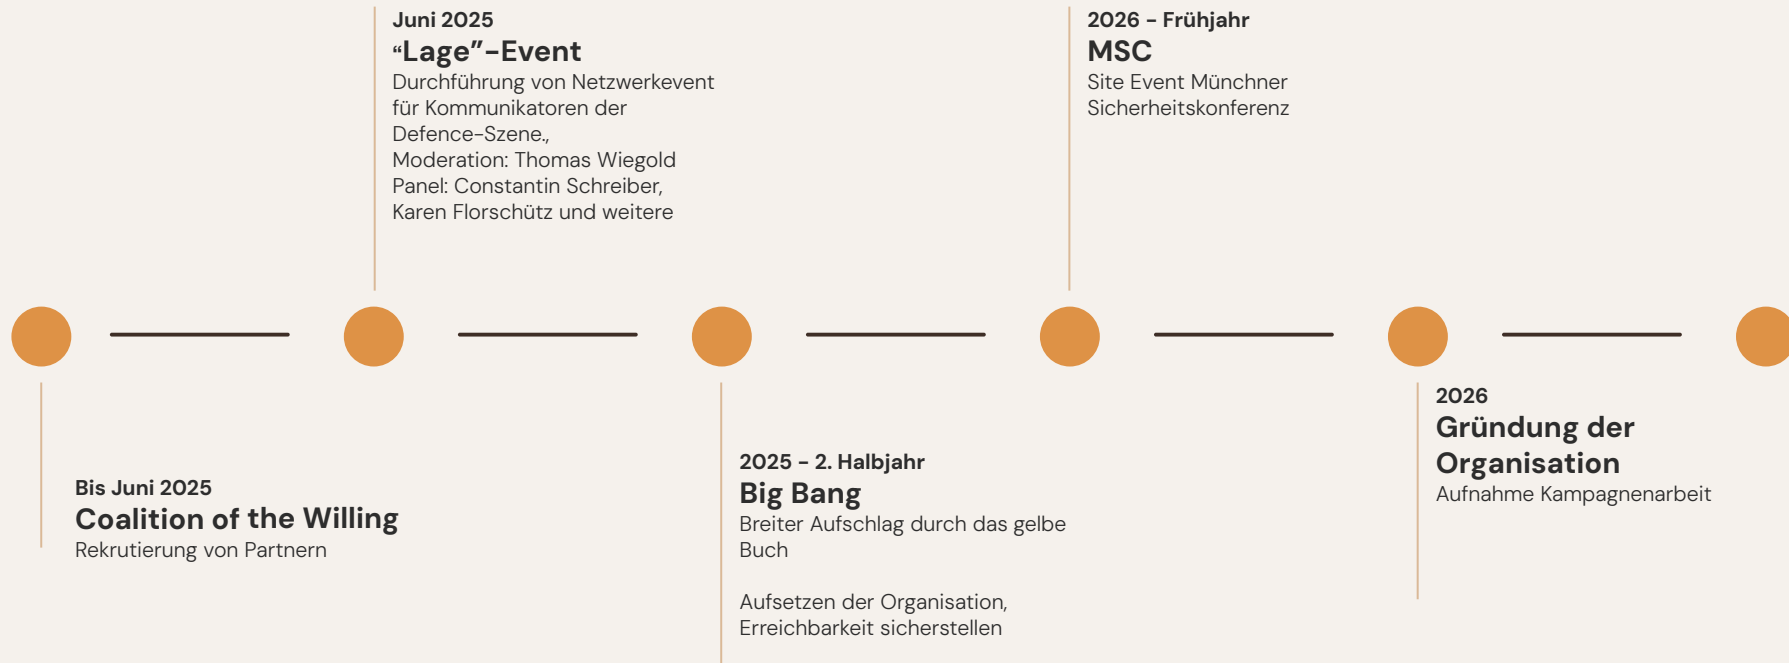 Juni 2025
“Lage”-Event
Durchführung von Netzwerkevent
für Kommunikatoren der
Defence-Szene.,
Moderation: Thomas Wiegold
Panel: Constantin Schreiber,
Karen Florschütz und weitere
2026 - Frühjahr
MSC
Site Event Münchner
Sicherheitskonferenz
Bis Juni 2025
Coalition of the Willing
Rekrutierung von Partnern
2025 - 2. Halbjahr
Big Bang
Breiter Aufschlag durch das gelbe
Buch
Aufsetzen der Organisation,
Erreichbarkeit sicherstellen
2026
Gründung der
Organisation
Aufnahme Kampagnenarbeit